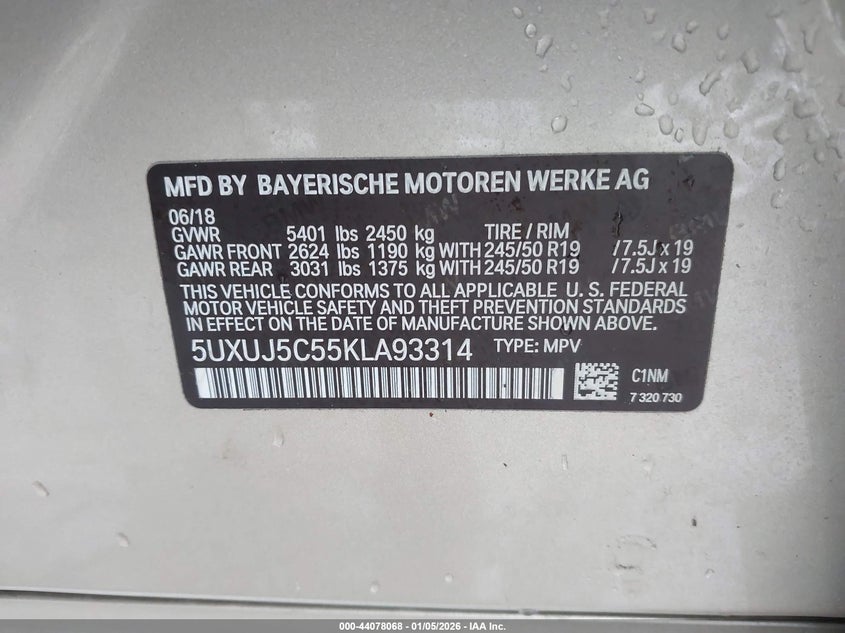 MFD BY BAYERISCHE MOTOREN WERKE AG
06/18
GVWR 5401 lbs 2450 kg TIRE / RIM
GAWR FRONT 2624 lbs 1190 kg WITH 245/50 R19 /7.5J x 19
GAWR REAR 3031 lbs 1375 kg WITH 245/50 R19 /7.5J x 19
THIS VEHICLE CONFORMS TO ALL APPLICABLE U. S. FEDERAL
MOTOR VEHICLE SAFETY AND THEFT PREVENTION STANDARDS
IN EFFECT ON THE DATE OF MANUFACTURE SHOWN ABOVE.
5UXUJ5C55KLA93314 TYPE: MPV
C1NM
7 320 730
000--44078068 - 01/05/2026 - IAA Inc.